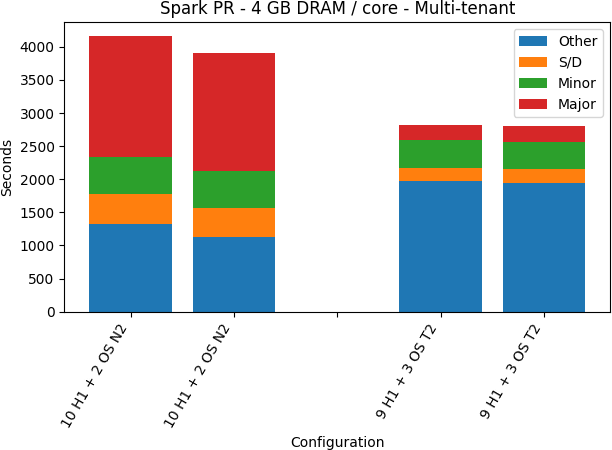 Spark PR - 4 GB DRAM / core - Multi-tenant
Other
S/D
Minor
Major
Seconds
4000
3500
3000
2500
2000
1500
1000
500
0
10 H1 + 2 OS N2
10 H1 + 2 OS N2
9 H1 + 3 OS T2
9 H1 + 3 OS T2
Configuration